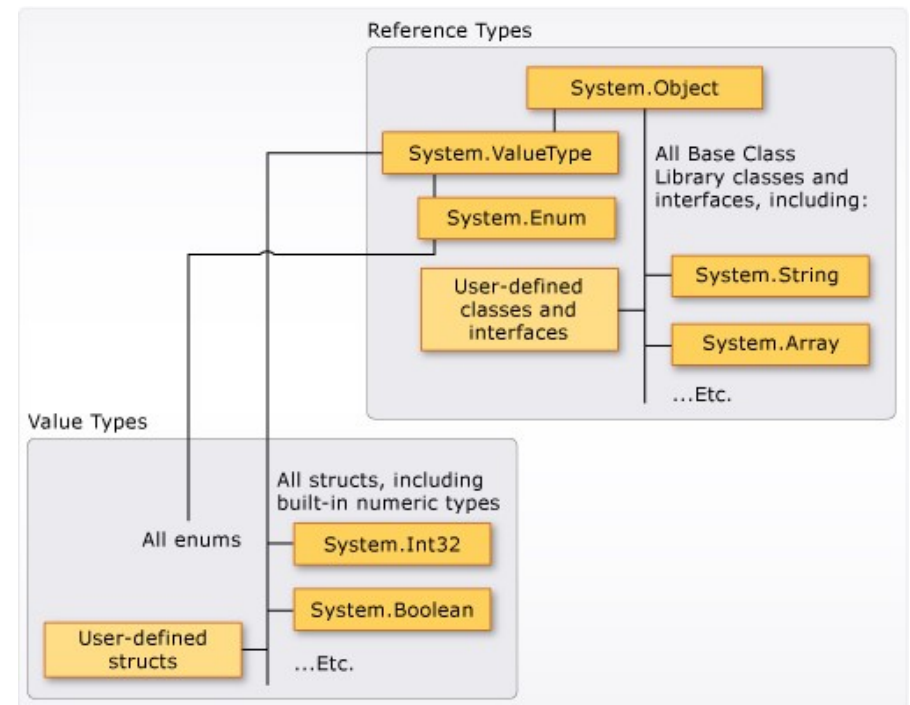 Reference Types
System.Object
System.ValueType
All Base Class
Library classes and
interfaces, including:
System.Enum
System.String
User-defined
classes and
interfaces
System.Array
...Etc.
Value Types
All structs, including
built-in numeric types
All enums
System.Int32
System.Boolean
User-defined
structs
...Etc.